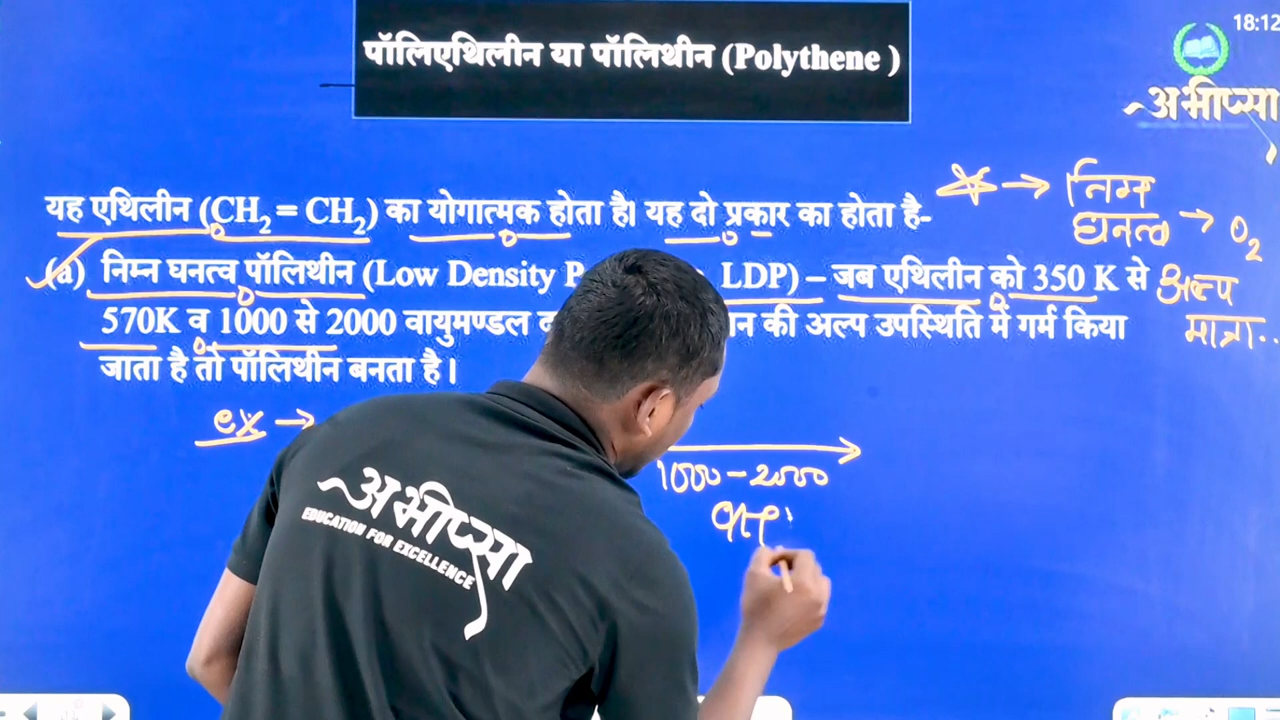 पॉलिएथिलीन या पॉलिथीन (Polythene )
18:12
अभीप्सा
यह एथिलीन (CH₂ = CH₂) का योगात्मक होता है। यह दो प्रकार का होता है-
→ निम्न
घनत्व → O₂
अल्प
मात्रा..
(a) निम्न घनत्व पॉलिथीन (Low Density P LDP) – जब एथिलीन को 350 K से
570K व 1000 से 2000 वायुमण्डल की अल्प उपस्थिति में गर्म किया
जाता है तो पॉलिथीन बनता है।
ex →
1000-2000
अभीप्सा
EDUCATION FOR EXCELLENCE